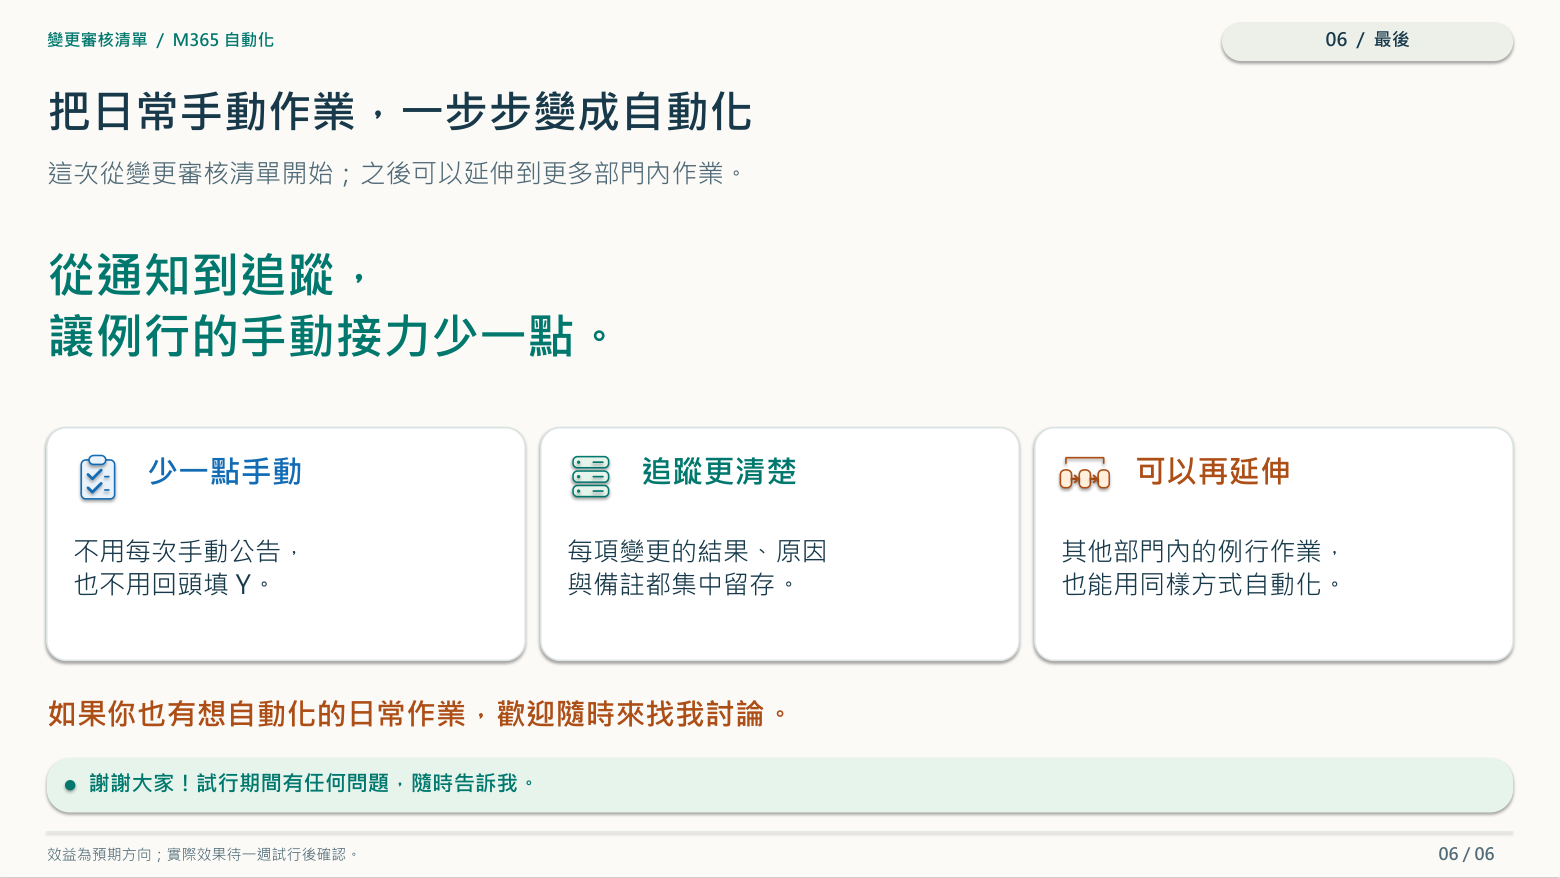 變更審核清單 / M365 自動化
06 / 最後
把日常手動作業，一步步變成自動化
這次從變更審核清單開始；之後可以延伸到更多部門內作業。
從通知到追蹤，
讓例行的手動接力少一點。
少一點手動
不用每次手動公告，
也不用回頭填 Y。
追蹤更清楚
每項變更的結果、原因
與備註都集中留存。
可以再延伸
其他部門內的例行作業，
也能用同樣方式自動化。
如果你也有想自動化的日常作業，歡迎隨時來找我討論。
謝謝大家！試行期間有任何問題，隨時告訴我。
效益為預期方向；實際效果待一週試行後確認。
06 / 06